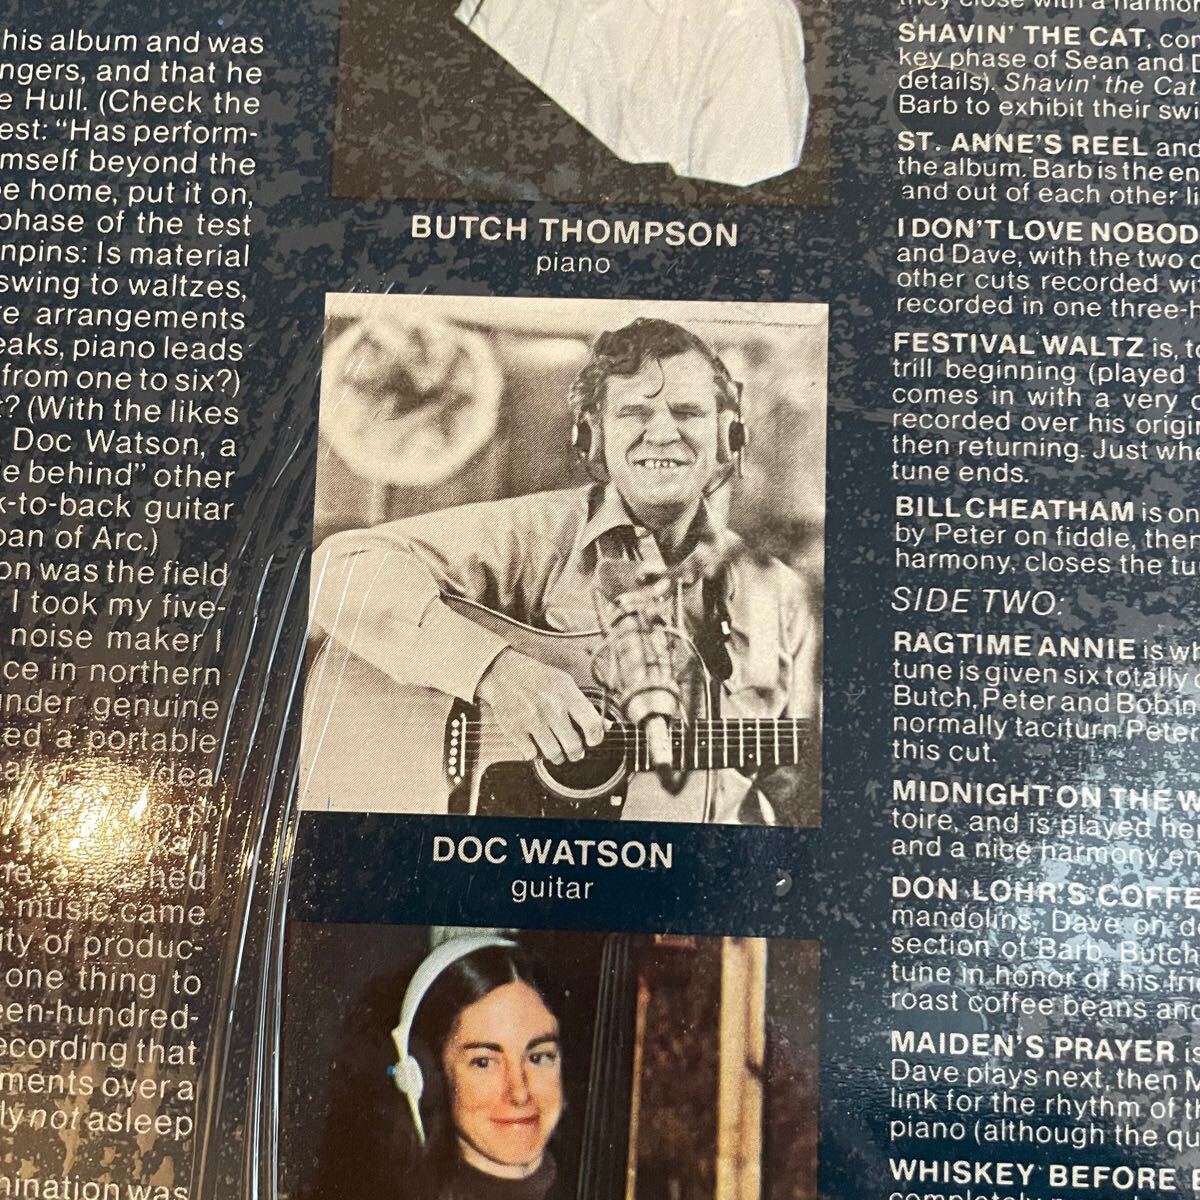 his album and was
ngers, and that he
e Hull. (Check the
est: “Has perform-
mself beyond the
e home, put it on,
phase of the test
npins: Is material
swing to waltzes,
re arrangements
eaks, piano leads
from one to six?)
t? (With the likes
Doc Watson, a
e behind” other
k-to-back guitar
oan of Arc.)
on was the field
I took my five-
noise maker I
ce in northern
under genuine
ed a portable
idea
hed
music came
ity of produc-
one thing to
een-hundred-
ecording that
ments over a
ly not asleep
mination was
BUTCH THOMPSON
piano
DOC WATSON
guitar
they close with a harmon
SHAVIN’ THE CAT, con
key phase of Sean and D
details). Shavin’ the Cat
Barb to exhibit their swi
ST. ANNE’S REEL and
the album. Barb is the en
and out of each other li
I DON’T LOVE NOBOD
and Dave, with the two
other cuts recorded wi
recorded in one three-h
FESTIVAL WALTZ is, to
trill beginning (played
comes in with a very
recorded over his origin
then returning. Just whe
tune ends.
BILL CHEATHAM is on
by Peter on fiddle, then
harmony, closes the tu
SIDE TWO:
RAGTIME ANNIE is wh
tune is given six totally
Butch, Peter and Bob in
normally taciturn Peter
this cut.
MIDNIGHT ON THE W
toire, and is played he
and a nice harmony en
DON LOHR’S COFFE
mandolins, Dave on d
section of Barb, Butch
tune in honor of his fri
roast coffee beans and
MAIDEN’S PRAYER is
Dave plays next, then M
link for the rhythm of th
piano (although the qu
WHISKEY BEFORE B
completely